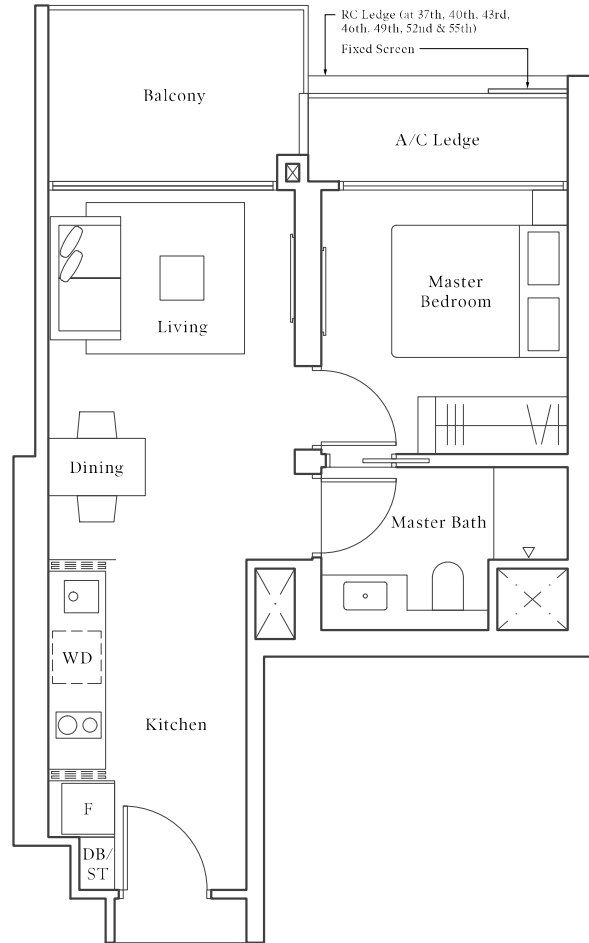 RC Ledge (at 37th, 40th, 43rd,
46th. 49th, 52nd & 55th)
Fixed Screen
Balcony
A/C Ledge
Master
Bedroom
Living
Dining
Master Bath
WD
Kitchen
F
DB/
ST